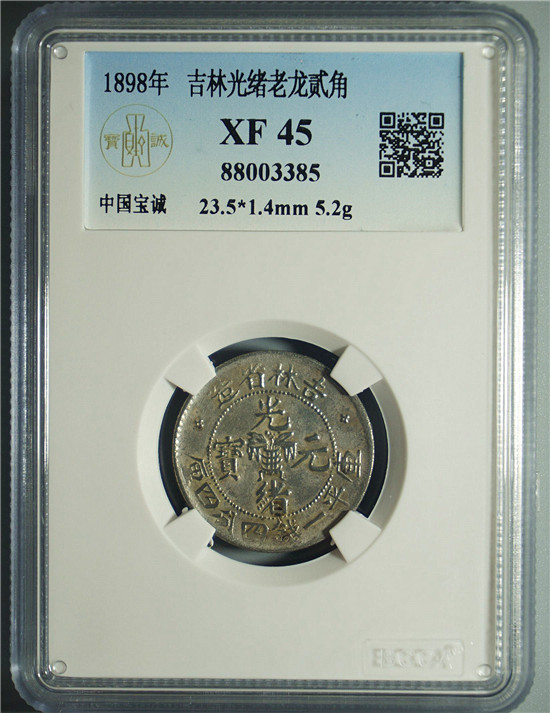 1898年 吉林光绪老龙贰角
寶 誠
XF 45
88003385
中国宝诚
23.5*1.4mm 5.2g
造省林吉
光
寶 元
緒
厘四分四錢一平庫